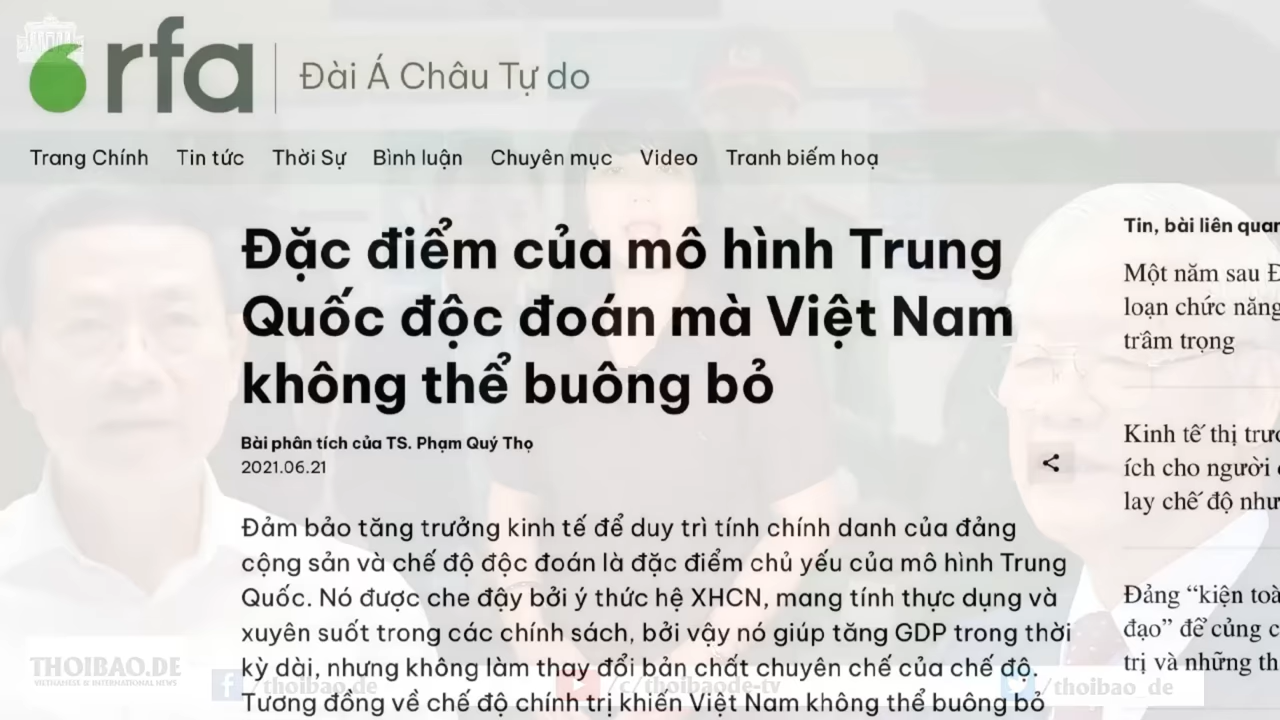 rfa
Đài Á Châu Tự do
Trang Chính Tin tức Thời Sự Bình luận Chuyên mục Video Tranh biếm hoạ
Đặc điểm của mô hình Trung
Quốc độc đoán mà Việt Nam
không thể buông bỏ
Bài phân tích của TS. Phạm Quý Thọ
2021.06.21
Đảm bảo tăng trưởng kinh tế để duy trì tính chính danh của đảng
cộng sản và chế độ độc đoán là đặc điểm chủ yếu của mô hình Trung
Quốc. Nó được che đậy bởi ý thức hệ XHCN, mang tính thực dụng và
xuyên suốt trong các chính sách, bởi vậy nó giúp tăng GDP trong thời
kỳ dài, nhưng không làm thay đổi bản chất chuyên chế của chế độ.
Tương đồng về chế độ chính trị khiến Việt Nam không thể buông bỏ
Tin, bài liên quan
Một năm sau Đ
loạn chức năng
trầm trọng
Kinh tế thị trư
ích cho người
lay chế độ như
Đảng “kiện toà
đạo” để củng c
trị và những th
THOIBAO.DE
VIETNAMESE & INTERNATIONAL NEWS
/thoibao.de
/c/thoibaode-tv
/thoibao_de